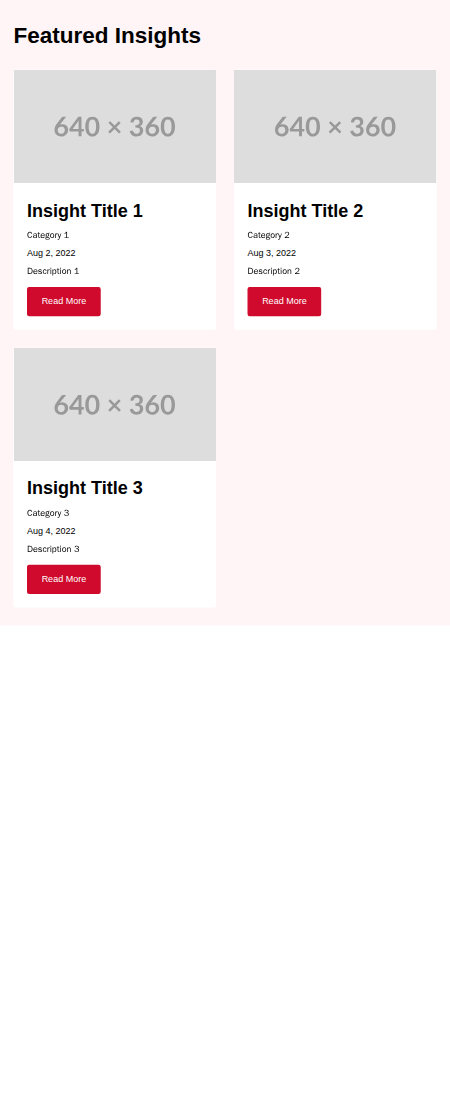 Featured Insights
640 × 360
Insight Title 1
Category 1
Aug 2, 2022
Description 1
Read More
640 × 360
Insight Title 2
Category 2
Aug 3, 2022
Description 2
Read More
640 × 360
Insight Title 3
Category 3
Aug 4, 2022
Description 3
Read More